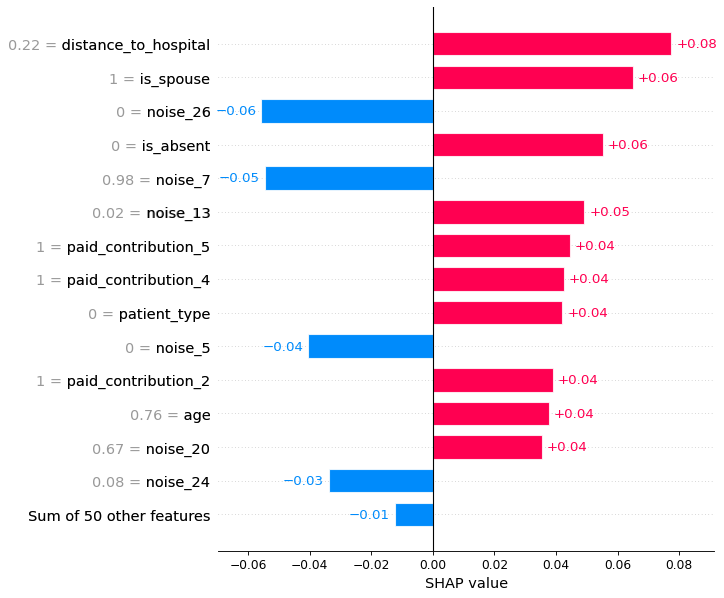 0.22 = distance_to_hospital +0.08
1 = is_spouse +0.06
0 = noise_26 −0.06
0 = is_absent +0.06
0.98 = noise_7 −0.05
0.02 = noise_13 +0.05
1 = paid_contribution_5 +0.04
1 = paid_contribution_4 +0.04
0 = patient_type +0.04
0 = noise_5 −0.04
1 = paid_contribution_2 +0.04
0.76 = age +0.04
0.67 = noise_20 +0.04
0.08 = noise_24 −0.03
Sum of 50 other features −0.01
−0.06 −0.04 −0.02 0.00 0.02 0.04 0.06 0.08
SHAP value